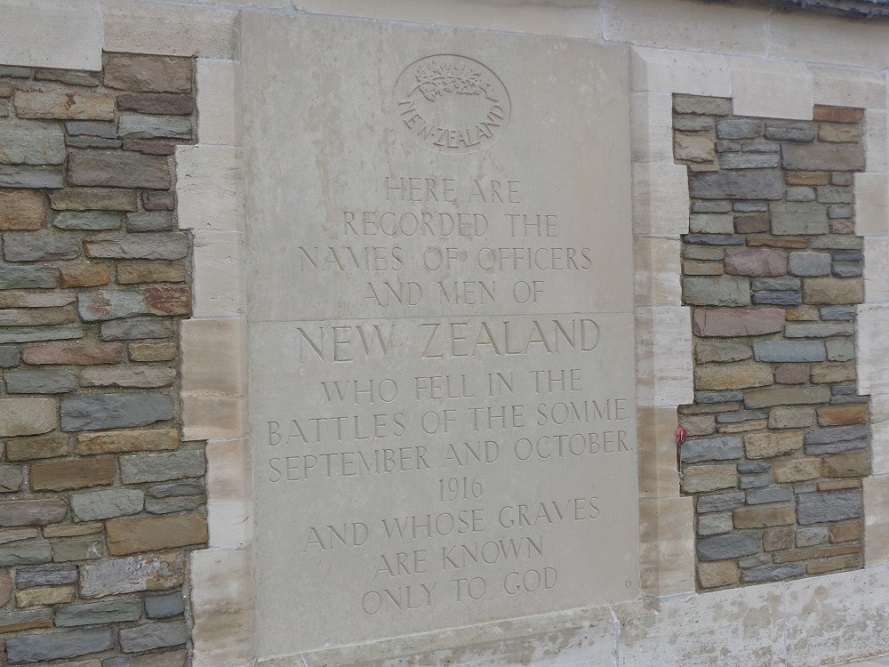 NEW·ZEALAND
HERE ARE
RECORDED THE
NAMES OF OFFICERS
AND MEN OF
NEW ZEALAND
WHO FELL IN THE
BATTLES OF THE SOMME
SEPTEMBER AND OCTOBER
1916
AND WHOSE GRAVES
ARE KNOWN
ONLY TO GOD
6